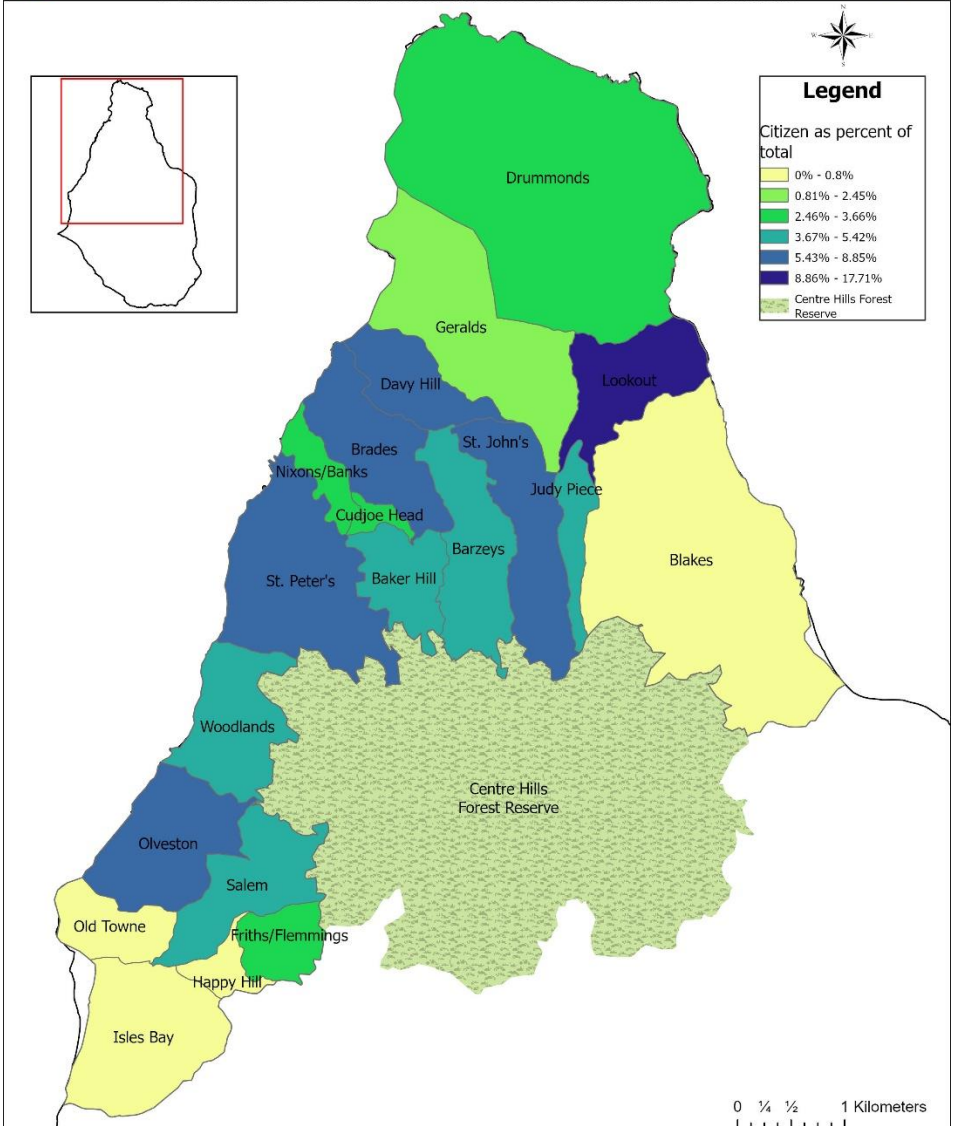 N
W
E
S
Legend
Citizen as percent of
total
0% - 0.8%
0.81% - 2.45%
2.46% - 3.66%
3.67% - 5.42%
5.43% - 8.85%
8.86% - 17.71%
Centre Hills Forest
Reserve
Drummonds
Geralds
Lookout
Davy Hill
St. John's
Brades
Nixons/Banks
Judy Piece
Cudjoe Head
Barzeys
Blakes
Baker Hill
St. Peter's
Woodlands
Centre Hills
Forest Reserve
Olveston
Salem
Old Towne
Friths/Flemmings
Happy Hill
Isles Bay
0 ¼ ½ 1 Kilometers